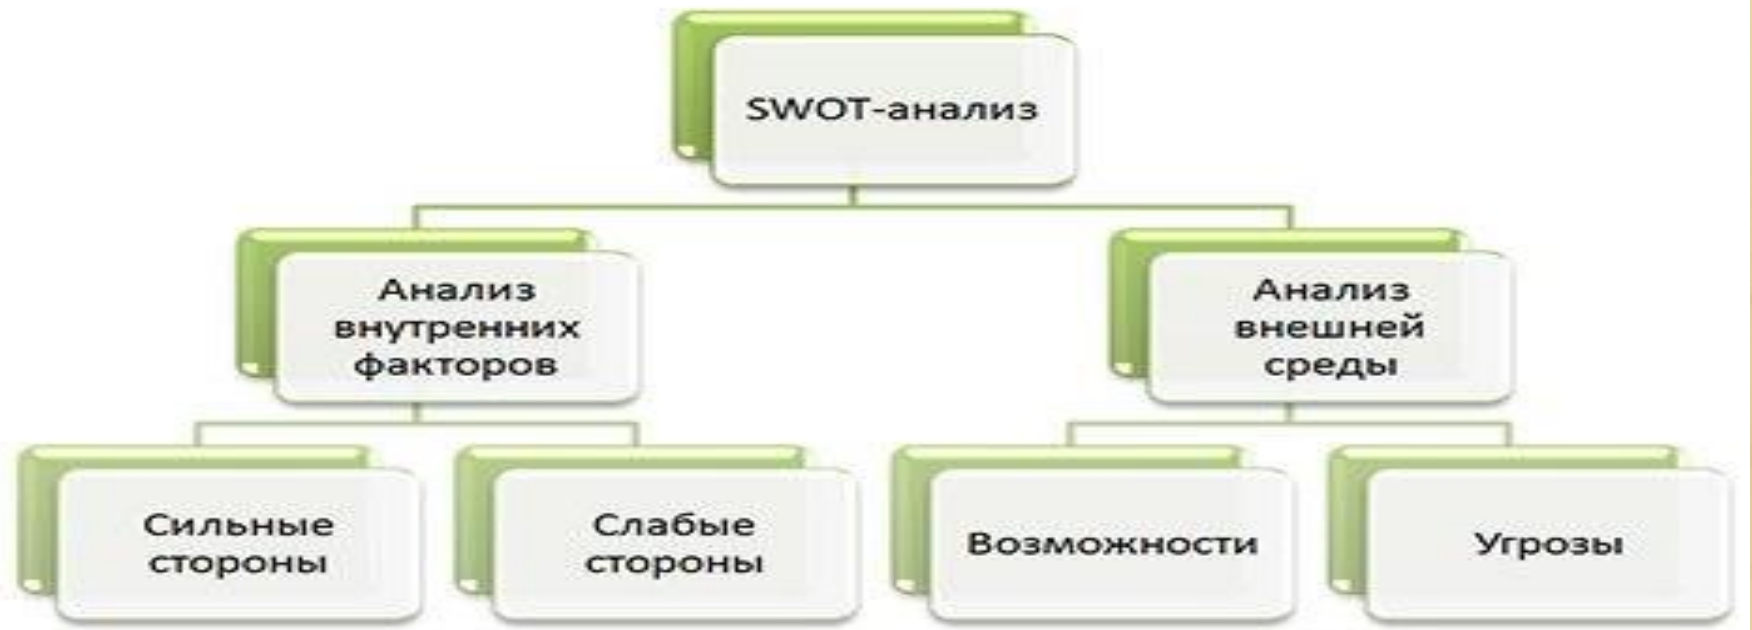 SWOT-анализ
Анализ
внутренних
факторов
Анализ
внешней
среды
Сильные
стороны
Слабые
стороны
Возможности
Угрозы